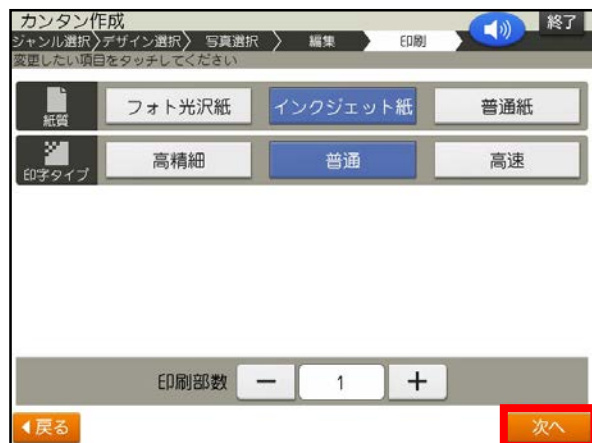 カンタン作成
終了
ジャンル選択〉デザイン選択〉 写真選択 〉 編集 印刷
変更したい項目をタッチしてください
紙質 フォト光沢紙 インクジェット紙 普通紙
印字タイプ 高精細 普通 高速
印刷部数 － 1 ＋
戻る 次へ